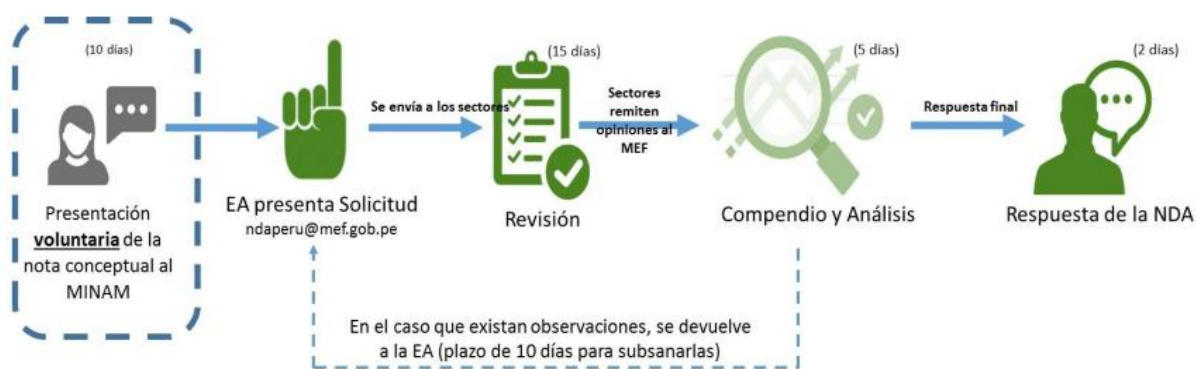 (10 días)
Presentación
voluntaria de la
nota conceptual al
MINAM
EA presenta Solicitud
ndaperu@mef.gob.pe
Se envía a los sectores
(15 días)
Revisión
Sectores
remiten
opiniones al
MEF
(5 días)
Compendio y Análisis
Respuesta final
(2 días)
Respuesta de la NDA
En el caso que existan observaciones, se devuelve
a la EA (plazo de 10 días para subsanarlas)